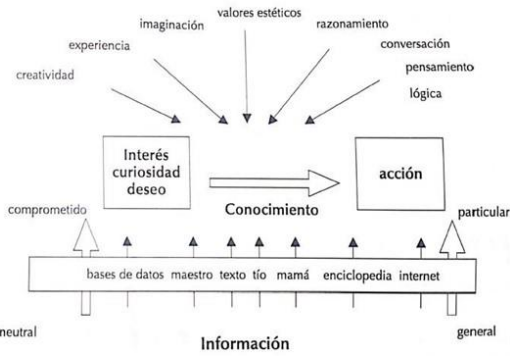 valores estéticos
imaginación
razonamiento
experiencia
conversación
creatividad
pensamiento
lógica
Interés
curiosidad
deseo
acción
comprometido
Conocimiento
particular
bases de datos maestro texto tío mamá enciclopedia internet
neutral
Información
general